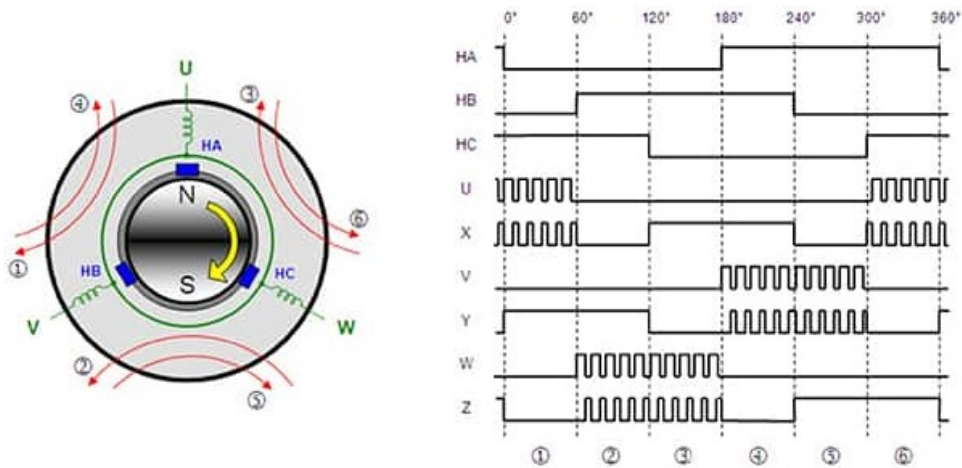 U
④
③
HA
N
⑥
①
HB
S
HC
V
W
②
⑤
0° 60° 120° 180° 240° 300° 360°
HA
HB
HC
U
X
V
Y
W
Z
① ② ③ ④ ⑤ ⑥